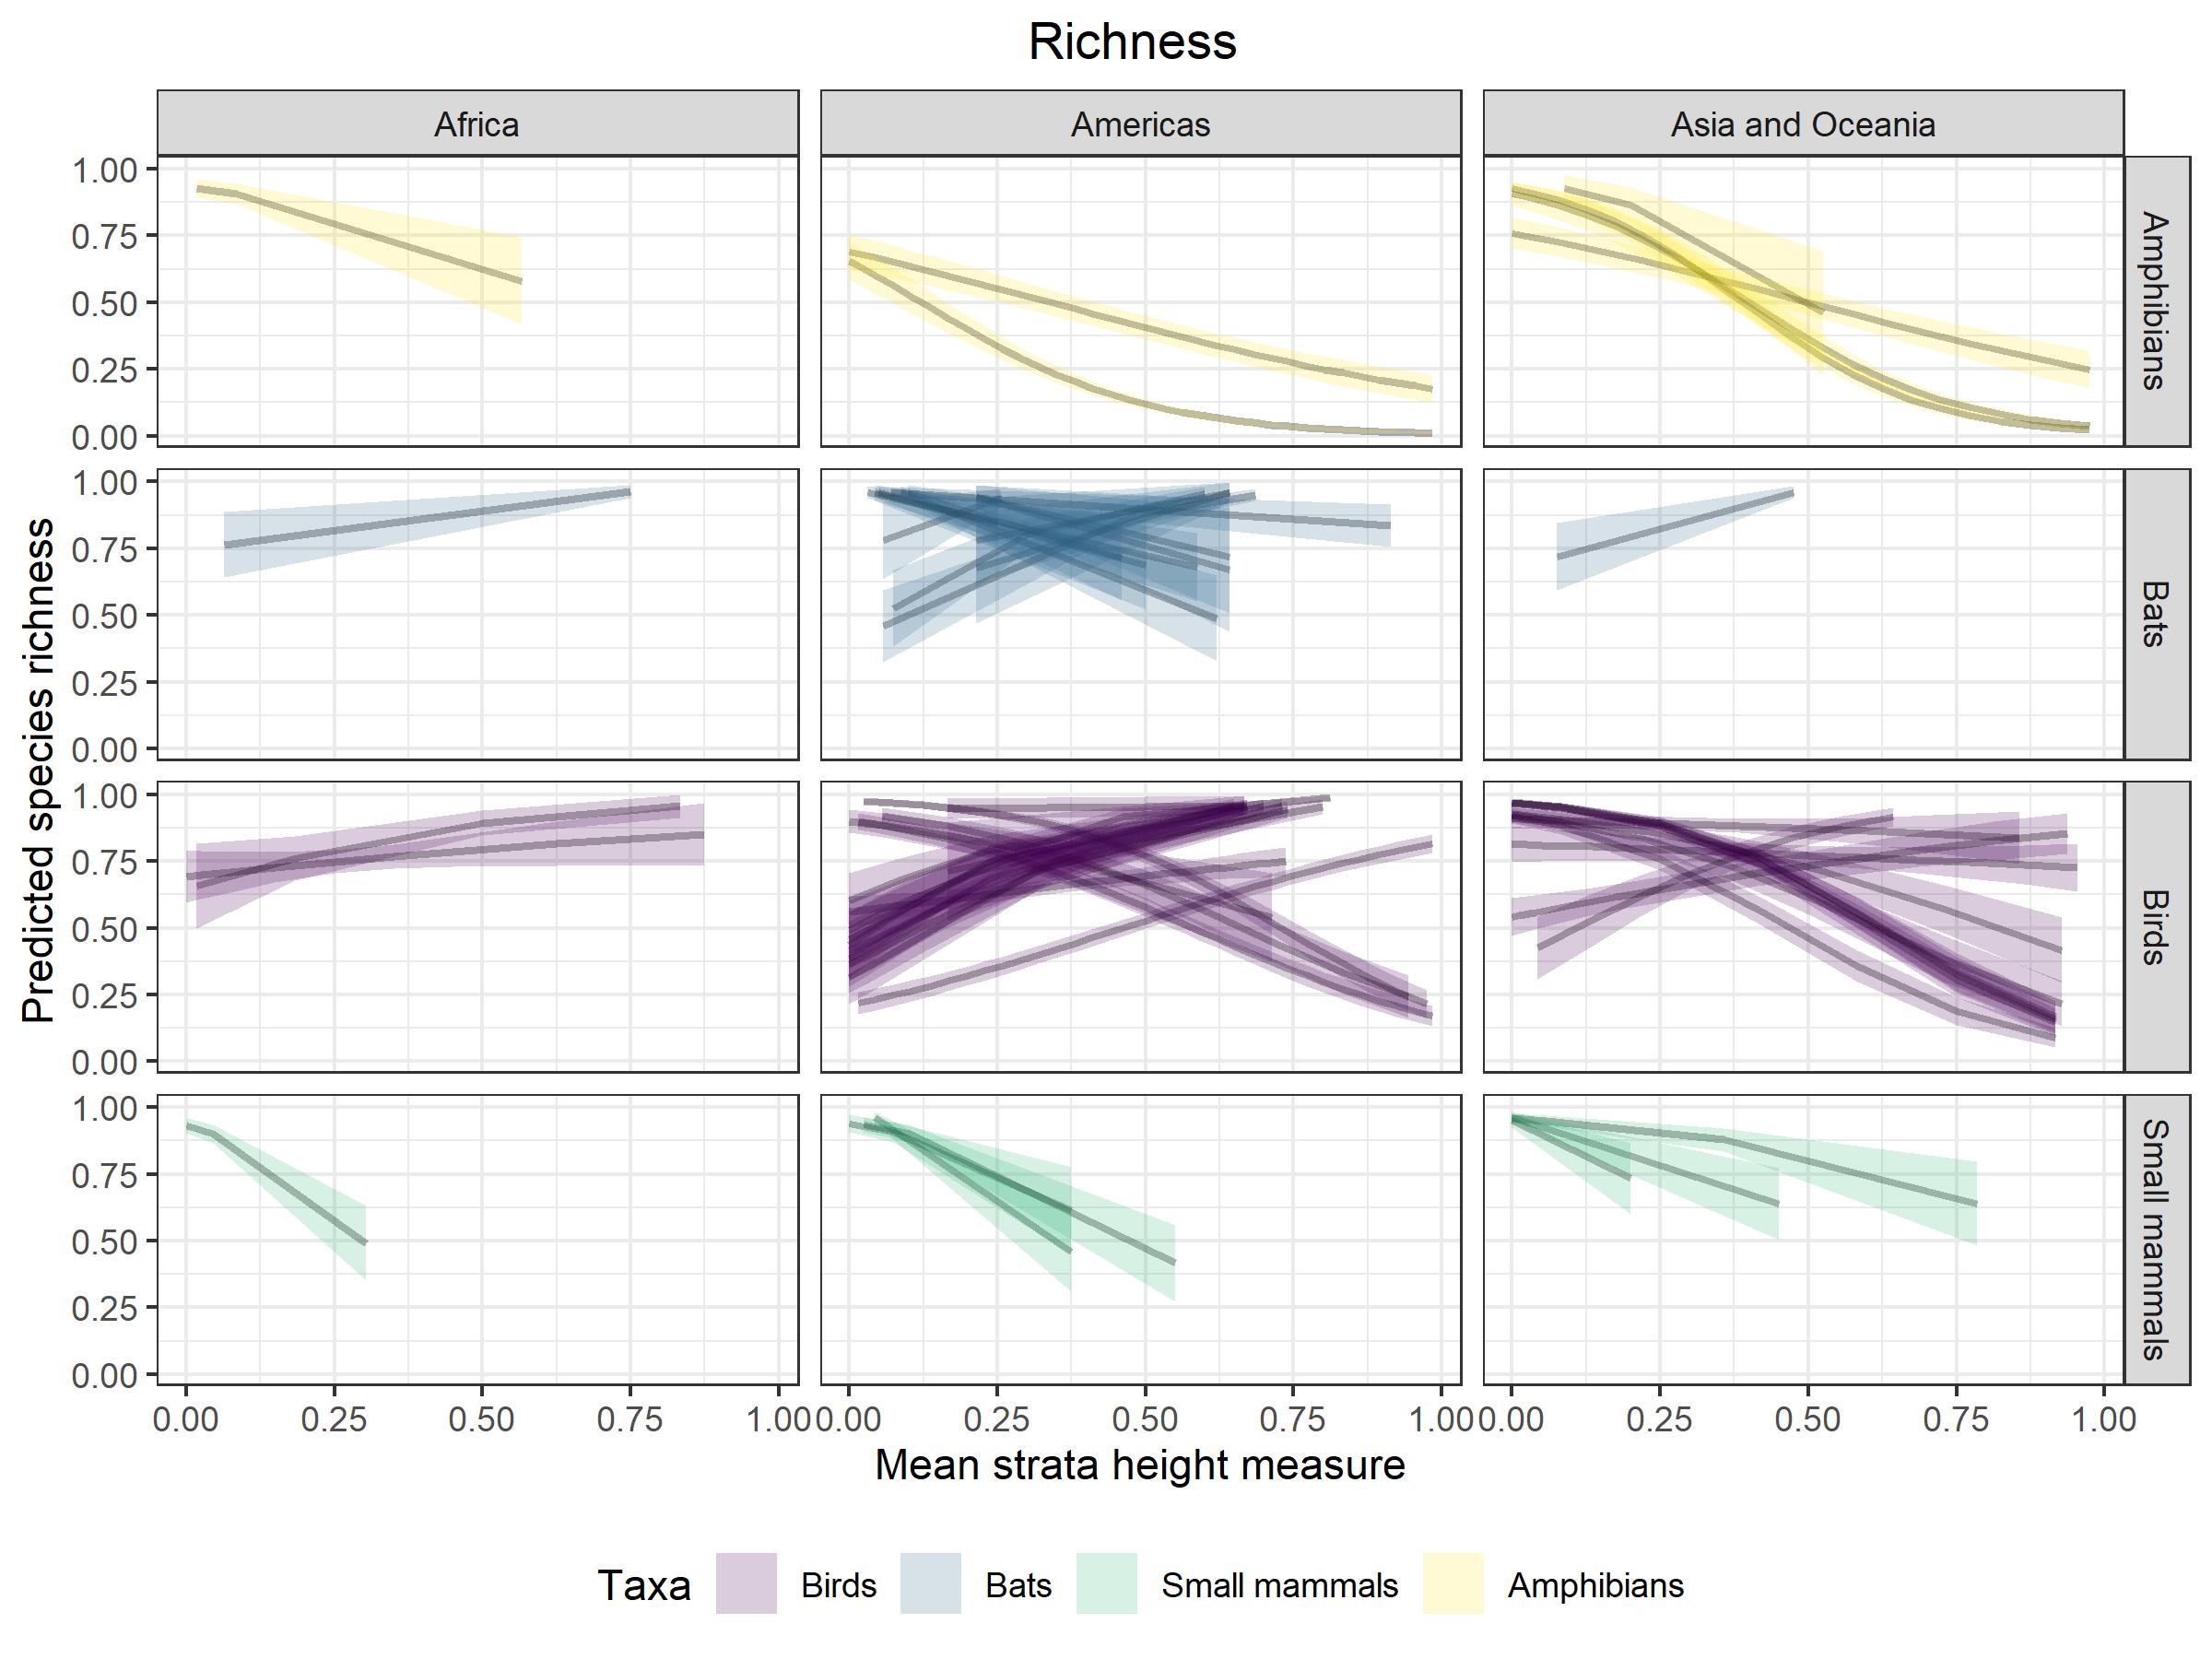 Richness
Africa
Americas
Asia and Oceania
1.00
0.75
0.50
0.25
0.00
Amphibians
1.00
0.75
0.50
0.25
0.00
Bats
1.00
0.75
0.50
0.25
0.00
Birds
1.00
0.75
0.50
0.25
0.00
Small mammals
Predicted species richness
0.00 0.25 0.50 0.75 1.00
0.00 0.25 0.50 0.75 1.00
0.00 0.25 0.50 0.75 1.00
Mean strata height measure
Taxa Birds Bats Small mammals Amphibians